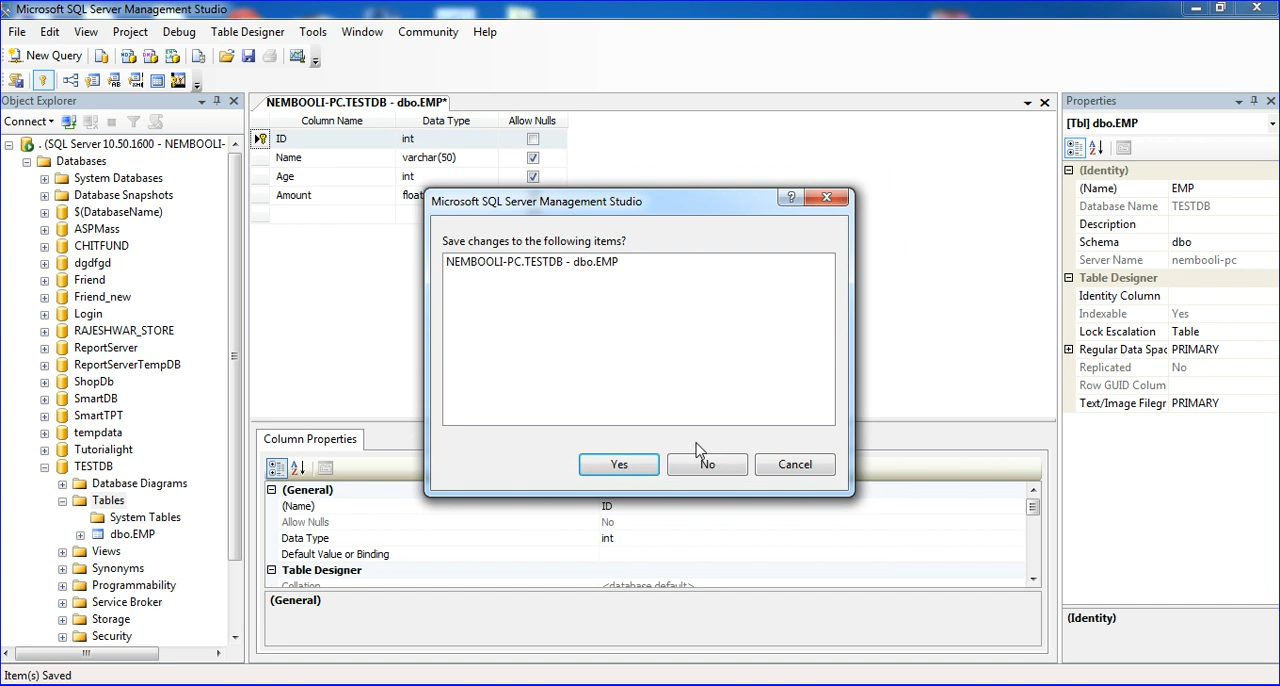 Microsoft SQL Server Management Studio
File Edit View Project Debug Table Designer Tools Window Community Help
New Query
Object Explorer
Connect
. (SQL Server 10.50.1600 - NEMBOOLI-
Databases
System Databases
Database Snapshots
$(DatabaseName)
ASPMass
CHITFUND
dgdfgd
Friend
Friend_new
Login
RAJESHWAR_STORE
ReportServer
ReportServerTempDB
ShopDb
SmartDB
SmartTPT
tempdata
Tutorialight
TESTDB
Database Diagrams
Tables
System Tables
dbo.EMP
Views
Synonyms
Programmability
Service Broker
Storage
Security
NEMBOOLI-PC.TESTDB - dbo.EMP*
Column Name Data Type Allow Nulls
ID int
Name varchar(50)
Age int
Amount float
Microsoft SQL Server Management Studio
Save changes to the following items?
NEMBOOLI-PC.TESTDB - dbo.EMP
Yes No Cancel
Column Properties
(General)
(Name) ID
Allow Nulls No
Data Type int
Default Value or Binding
Table Designer
Collation <database default>
(General)
Properties
[Tbl] dbo.EMP
(Identity)
(Name) EMP
Database Name TESTDB
Description
Schema dbo
Server Name nembooli-pc
Table Designer
Identity Column
Indexable Yes
Lock Escalation Table
Regular Data Spac PRIMARY
Replicated No
Row GUID Colum
Text/Image Filegr PRIMARY
(Identity)
Item(s) Saved